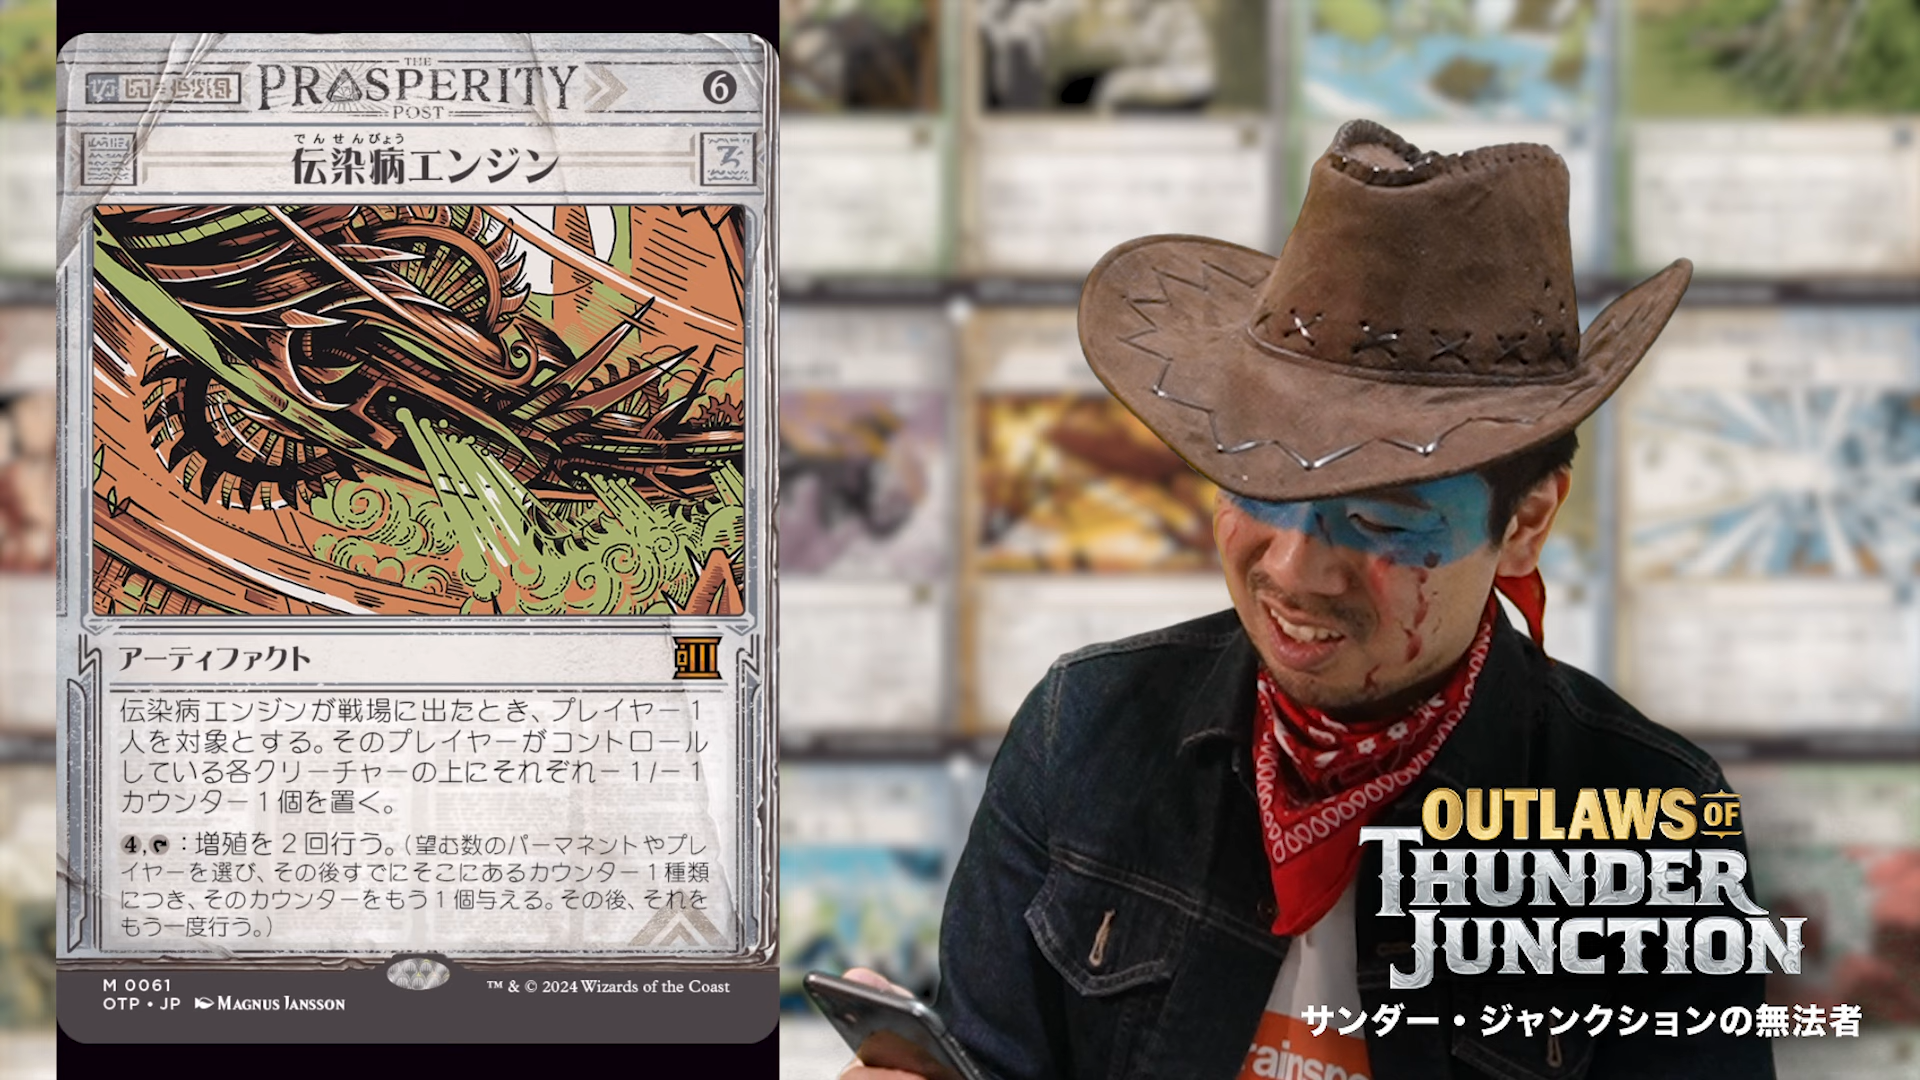 THE
PROSPERITY
POST
6
でんせんびょう
伝染病エンジン
アーティファクト
伝染病エンジンが戦場に出たとき、プレイヤー1
人を対象とする。そのプレイヤーがコントロール
している各クリーチャーの上にそれぞれ-1/-1
カウンター1個を置く。
4,：増殖を2回行う。（望む数のパーマネントやプレ
イヤーを選び、その後すでにそこにあるカウンター1種類
につき、そのカウンターをもう1個与える。その後、それを
もう一度行う。）
M 0061
OTP • JP MAGNUS JANSSON
™ & © 2024 Wizards of the Coast
OUTLAWS OF
THUNDER
JUNCTION
サンダー・ジャンクションの無法者